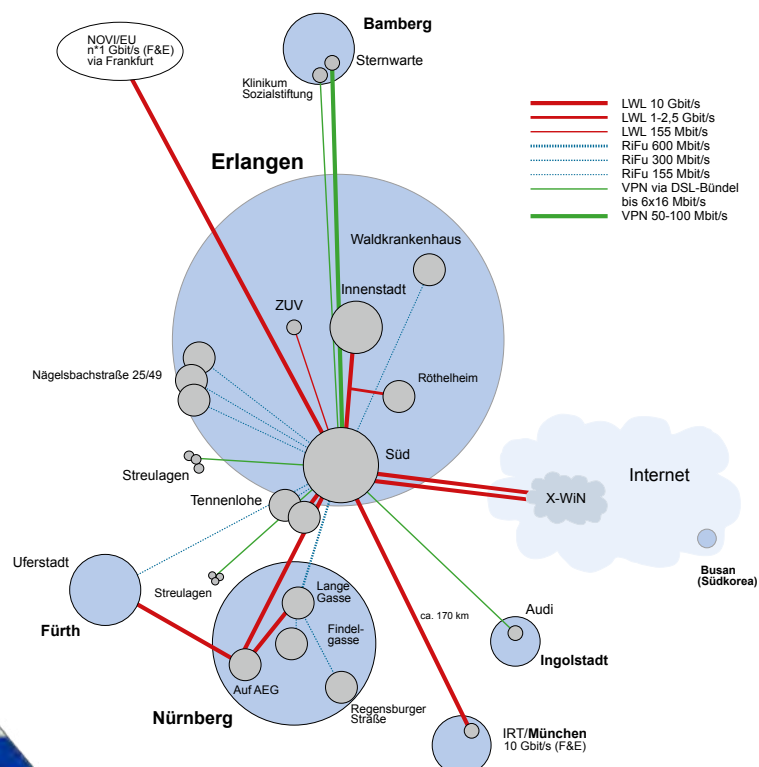 NOVI/EU
n*1 Gbit/s (F&E)
via Frankfurt
Bamberg
Sternwarte
Klinikum
Sozialstiftung
LWL 10 Gbit/s
LWL 1-2,5 Gbit/s
LWL 155 Mbit/s
RiFu 600 Mbit/s
RiFu 300 Mbit/s
RiFu 155 Mbit/s
VPN via DSL-Bündel
bis 6x16 Mbit/s
VPN 50-100 Mbit/s
Erlangen
Waldkrankenhaus
Innenstadt
ZUV
Nägelsbachstraße 25/49
Röthelheim
Süd
Streulagen
Tennenlohe
Internet
X-WiN
Busan
(Südkorea)
Uferstadt
Fürth
Streulagen
Lange
Gasse
Findel-
gasse
Auf AEG
Regensburger
Sträße
Nürnberg
ca. 170 km
Audi
Ingolstadt
IRT/München
10 Gbit/s (F&E)